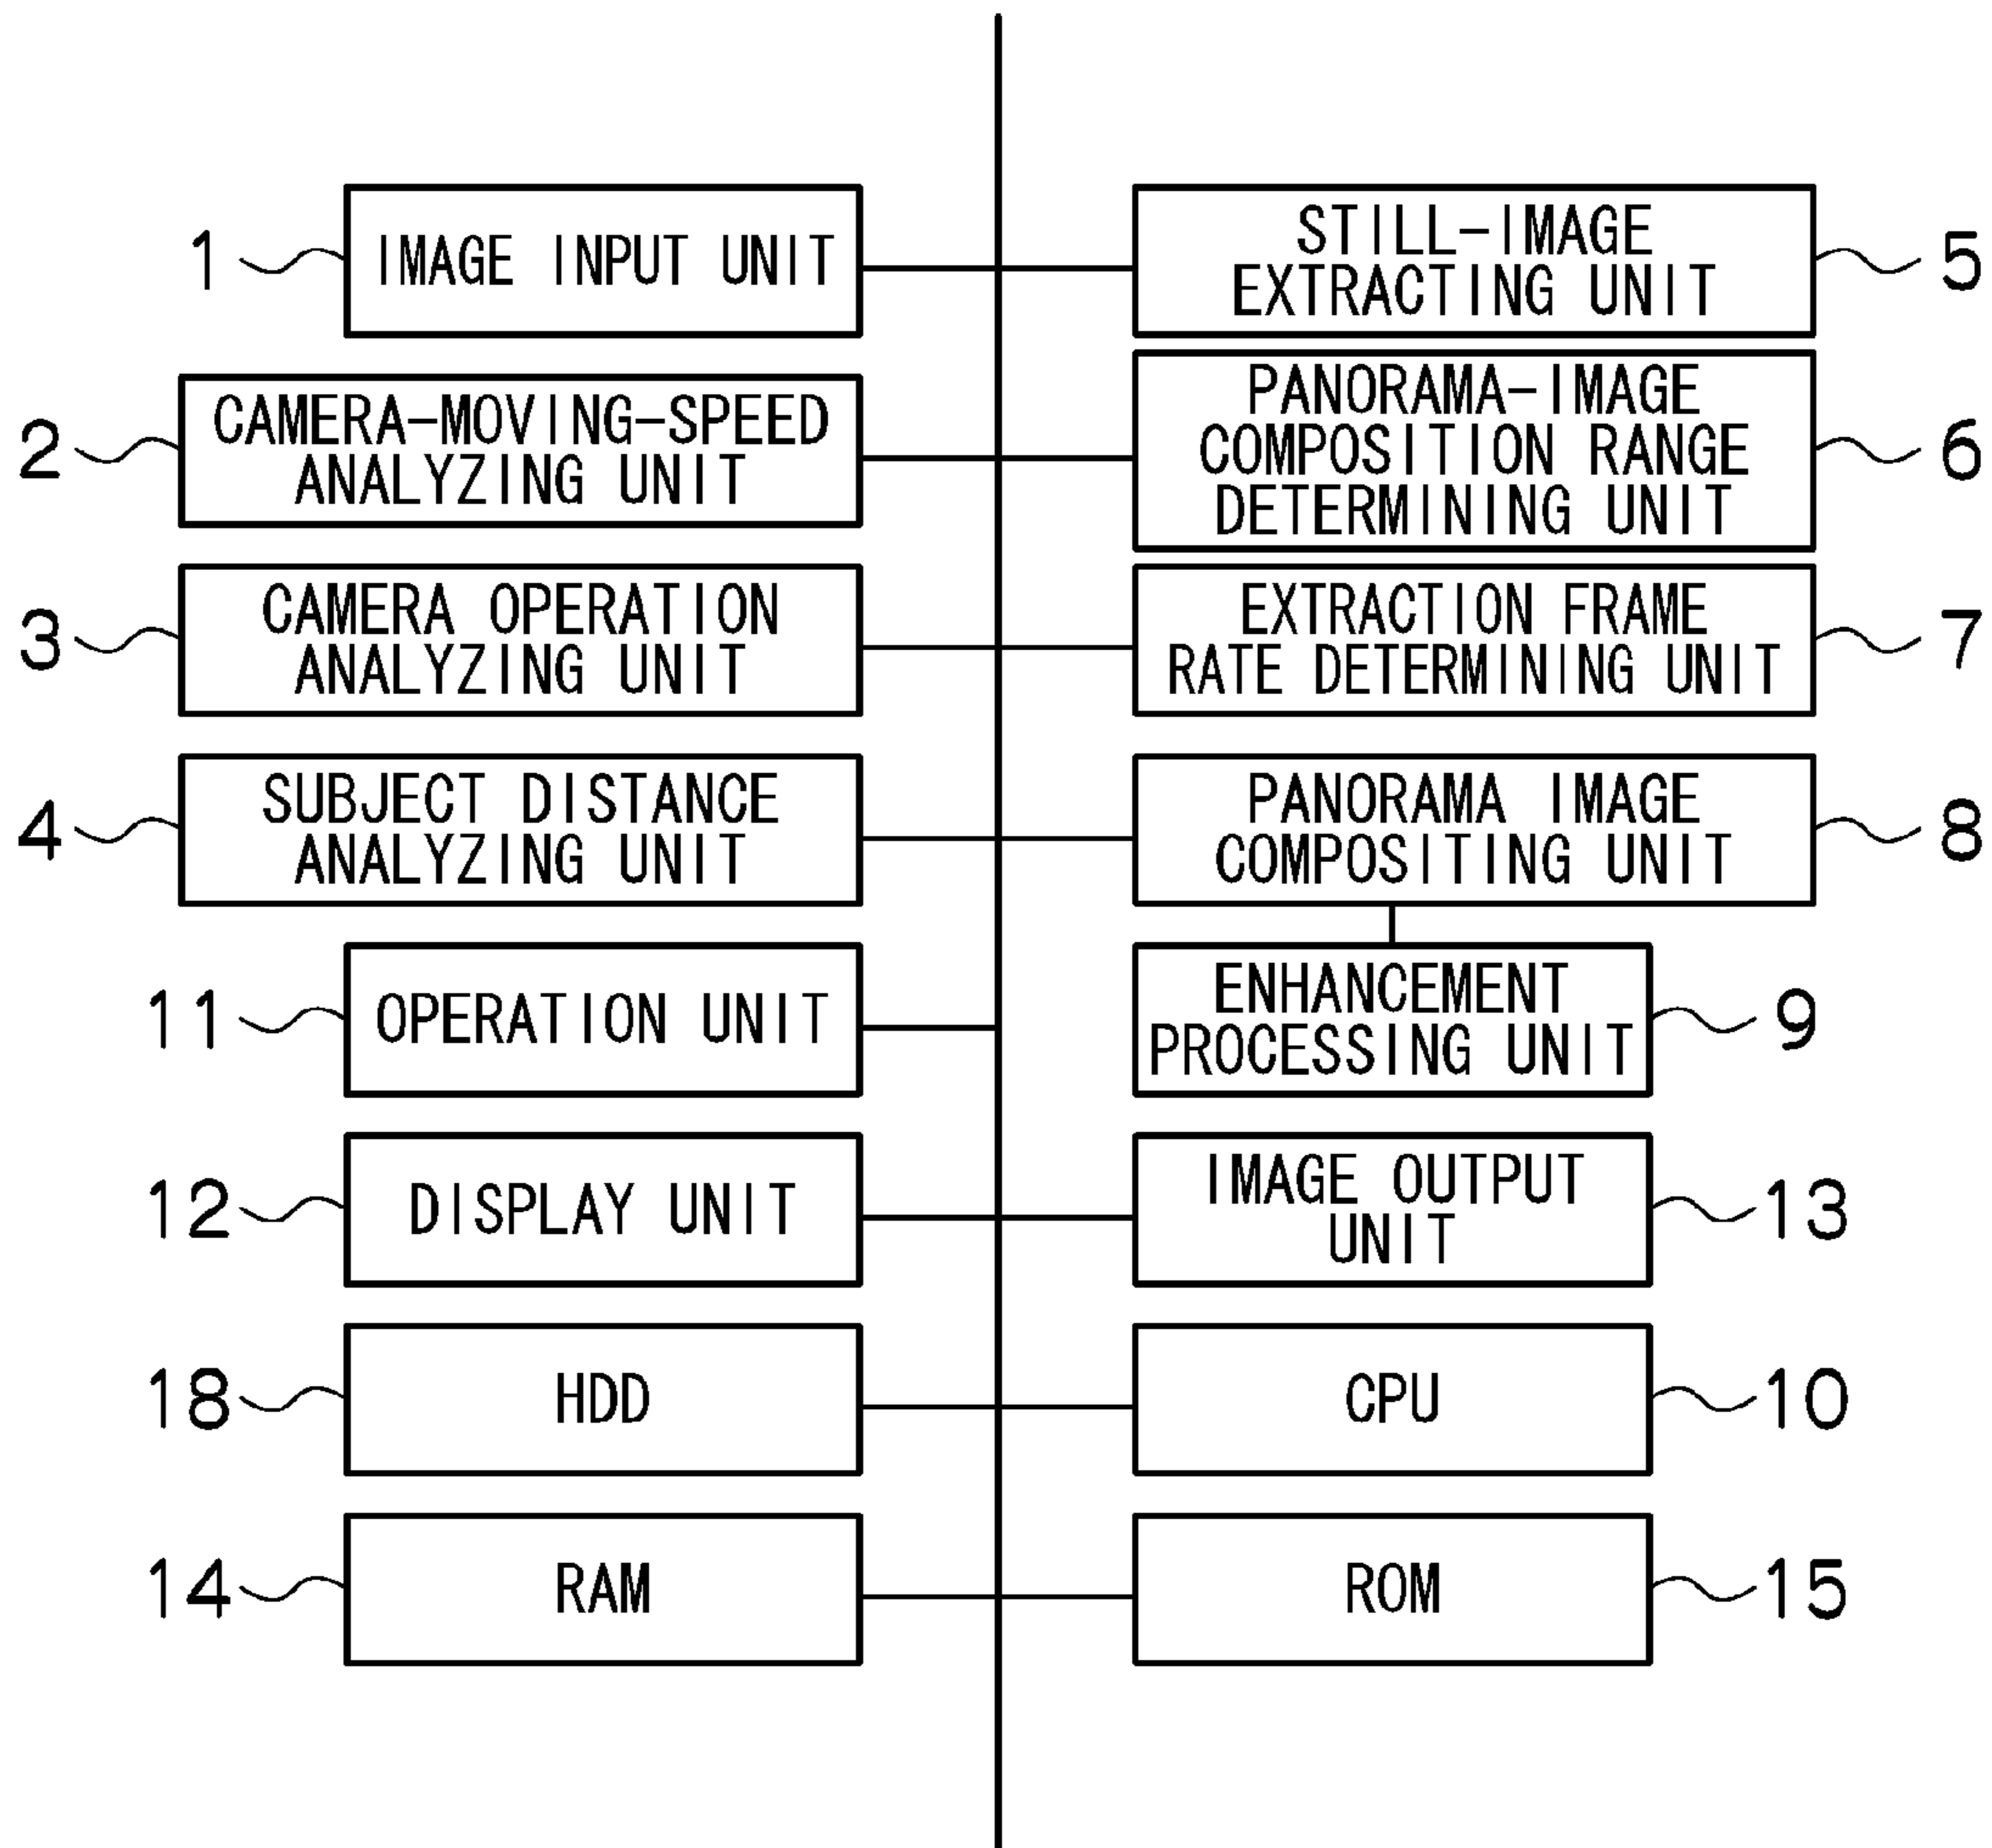 1
IMAGE INPUT UNIT
2
CAMERA-MOVING-SPEED
ANALYZING UNIT
3
CAMERA OPERATION
ANALYZING UNIT
4
SUBJECT DISTANCE
ANALYZING UNIT
11
OPERATION UNIT
12
DISPLAY UNIT
18
HDD
14
RAM
STILL-IMAGE
EXTRACTING UNIT
5
PANORAMA-IMAGE
COMPOSITION RANGE
DETERMINING UNIT
6
EXTRACTION FRAME
RATE DETERMINING UNIT
7
PANORAMA IMAGE
COMPOSITING UNIT
8
ENHANCEMENT
PROCESSING UNIT
9
IMAGE OUTPUT
UNIT
13
CPU
10
ROM
15